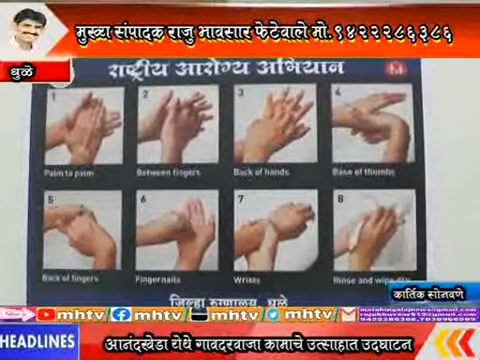 मुख्य संपादक राजु भावसार फेटेवाले मो.९४२२२८६३८६
धुळे
राष्ट्रीय आरोग्य अभियान
1 2 3 4
Palm to palm Between fingers Back of hands Base of thumbs
5 6 7 8
Back of fingers Fingernails Wrists Rinse and wipe dry
जिल्हा रुग्णालय, धुळे
कार्तिक सोनवणे
mhtv mhtv mhtv mhtv
HEADLINES
आनंदखेडा येथे गावदरवाजा कामाचे उत्साहात उदघाटन